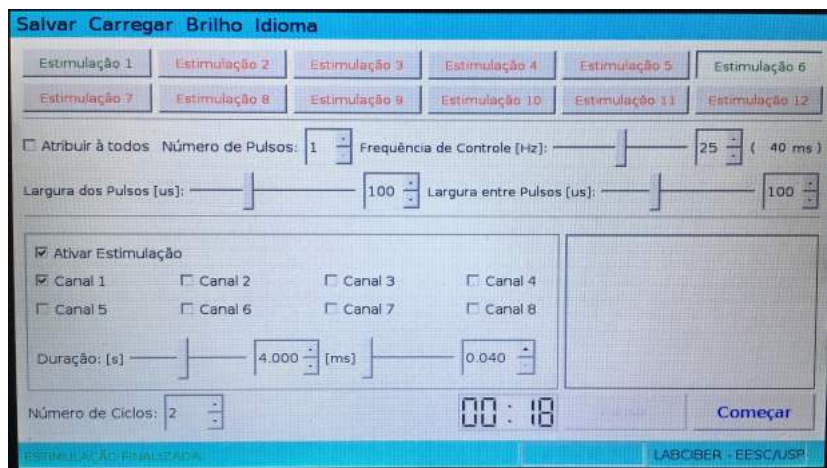 Salvar Carregar Brilho Idioma
Estimulação 1 Estimulação 2 Estimulação 3 Estimulação 4 Estimulação 5 Estimulação 6
Estimulação 7 Estimulação 8 Estimulação 9 Estimulação 10 Estimulação 11 Estimulação 12
Atribuir à todos Número de Pulsos: 1 Frequência de Controle [Hz]: 25 ( 40 ms )
Largura dos Pulsos [us]: 100 Largura entre Pulsos [us]: 100
Ativar Estimulação
Canal 1 Canal 2 Canal 3 Canal 4
Canal 5 Canal 6 Canal 7 Canal 8
Duração: [s] 4.000 [ms] 0.040
Número de Ciclos: 2 00:18 Começar
ESTIMULAÇÃO FINALIZADA LABCIBER - EESC/USP